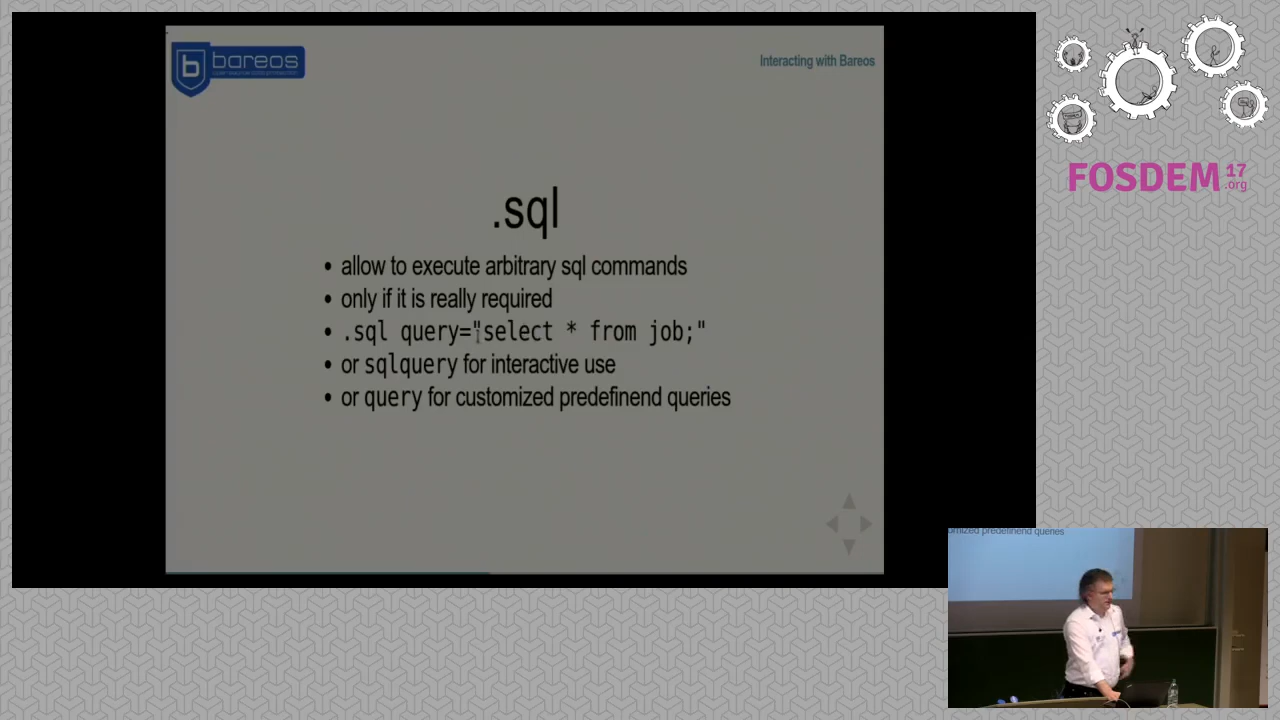 bareos
Interacting with Bareos
.sql
• allow to execute arbitrary sql commands
• only if it is really required
• .sql query="select * from job;"
• or sqlquery for interactive use
• or query for customized predefinend queries
FOSDEM 17
.org
omized predefinend queries